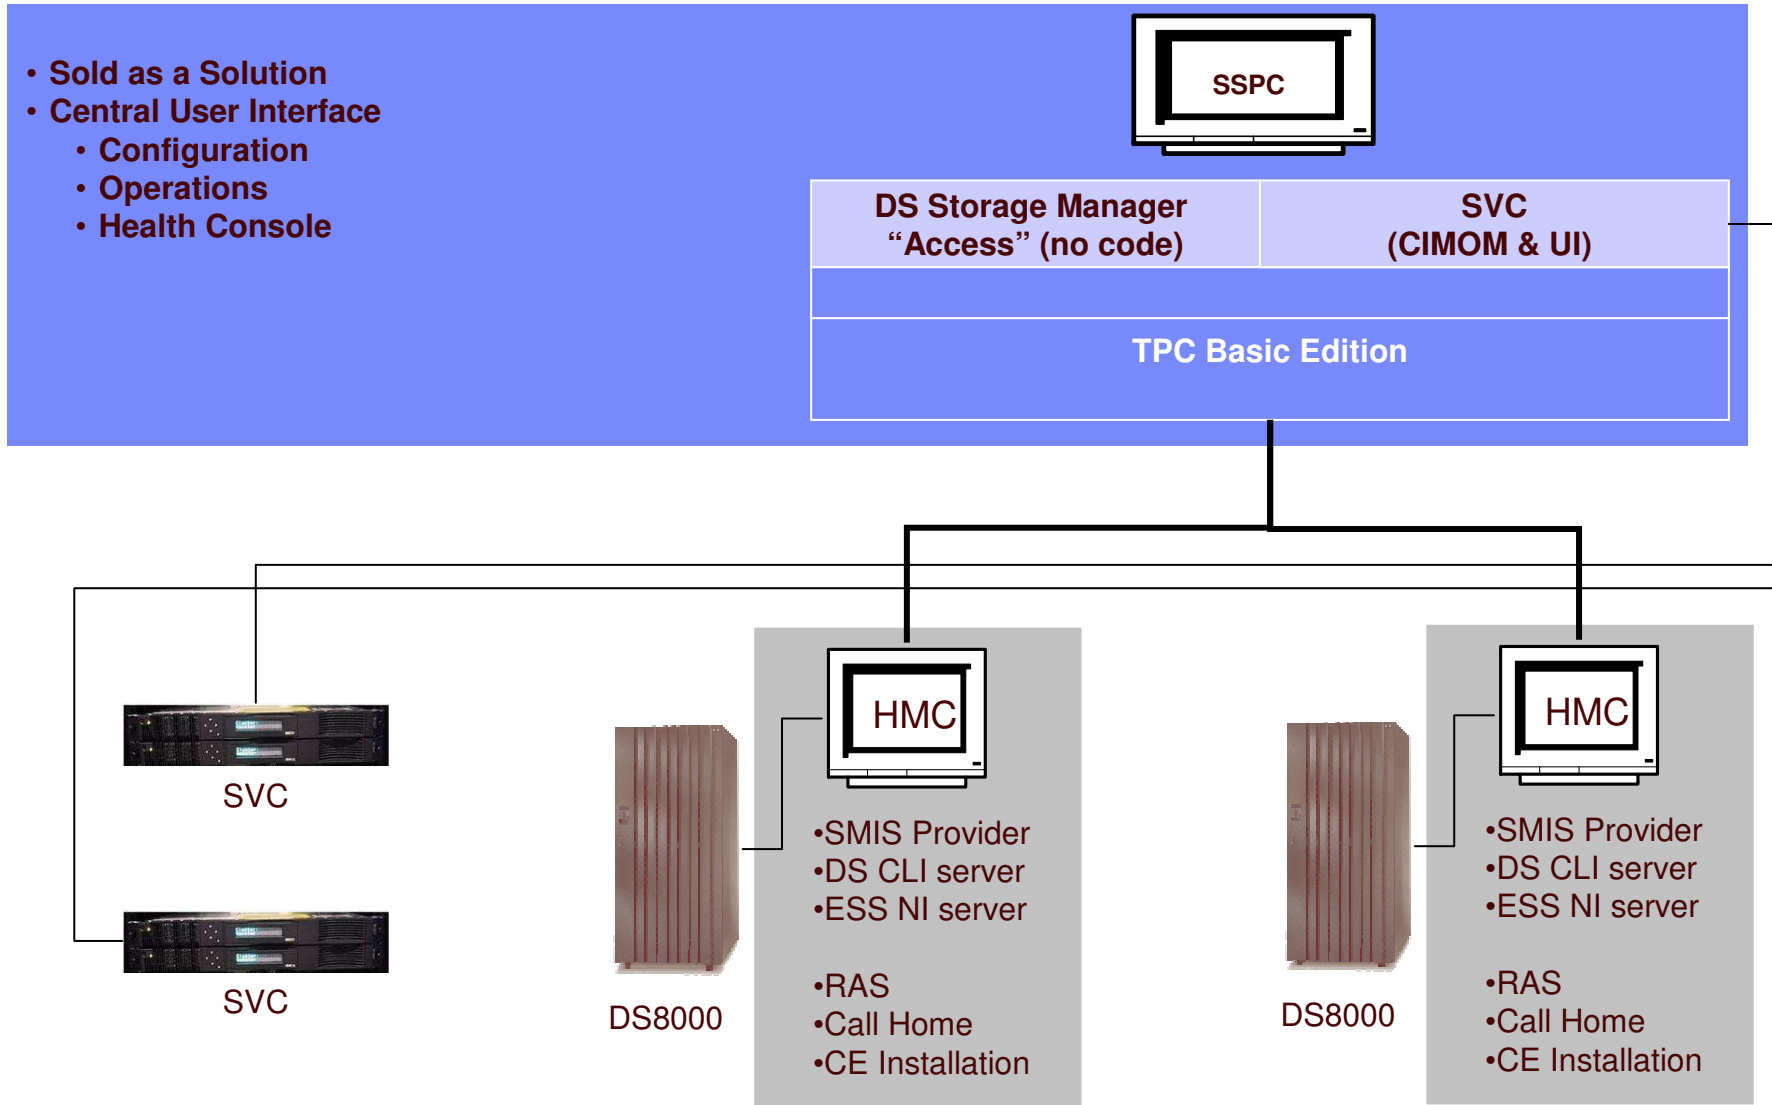 • Sold as a Solution
• Central User Interface
• Configuration
• Operations
• Health Console
SSPC
DS Storage Manager
“Access” (no code)
SVC
(CIMOM & UI)
TPC Basic Edition
SVC
SVC
DS8000
HMC
•SMIS Provider
•DS CLI server
•ESS NI server
•RAS
•Call Home
•CE Installation
DS8000
HMC
•SMIS Provider
•DS CLI server
•ESS NI server
•RAS
•Call Home
•CE Installation